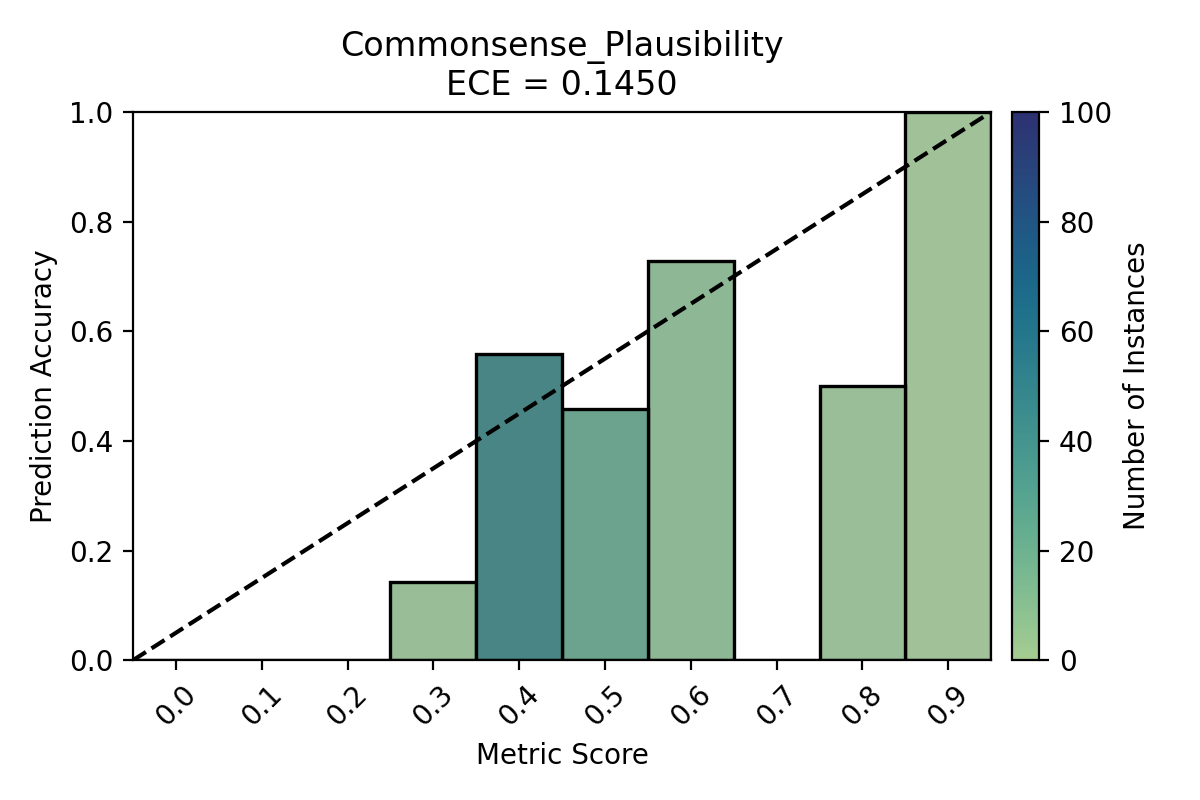 Commonsense_Plausibility
ECE = 0.1450
1.0
0.8
0.6
0.4
0.2
0.0
Prediction Accuracy
0.0 0.1 0.2 0.3 0.4 0.5 0.6 0.7 0.8 0.9
Metric Score
100
80
60
40
20
0
Number of Instances